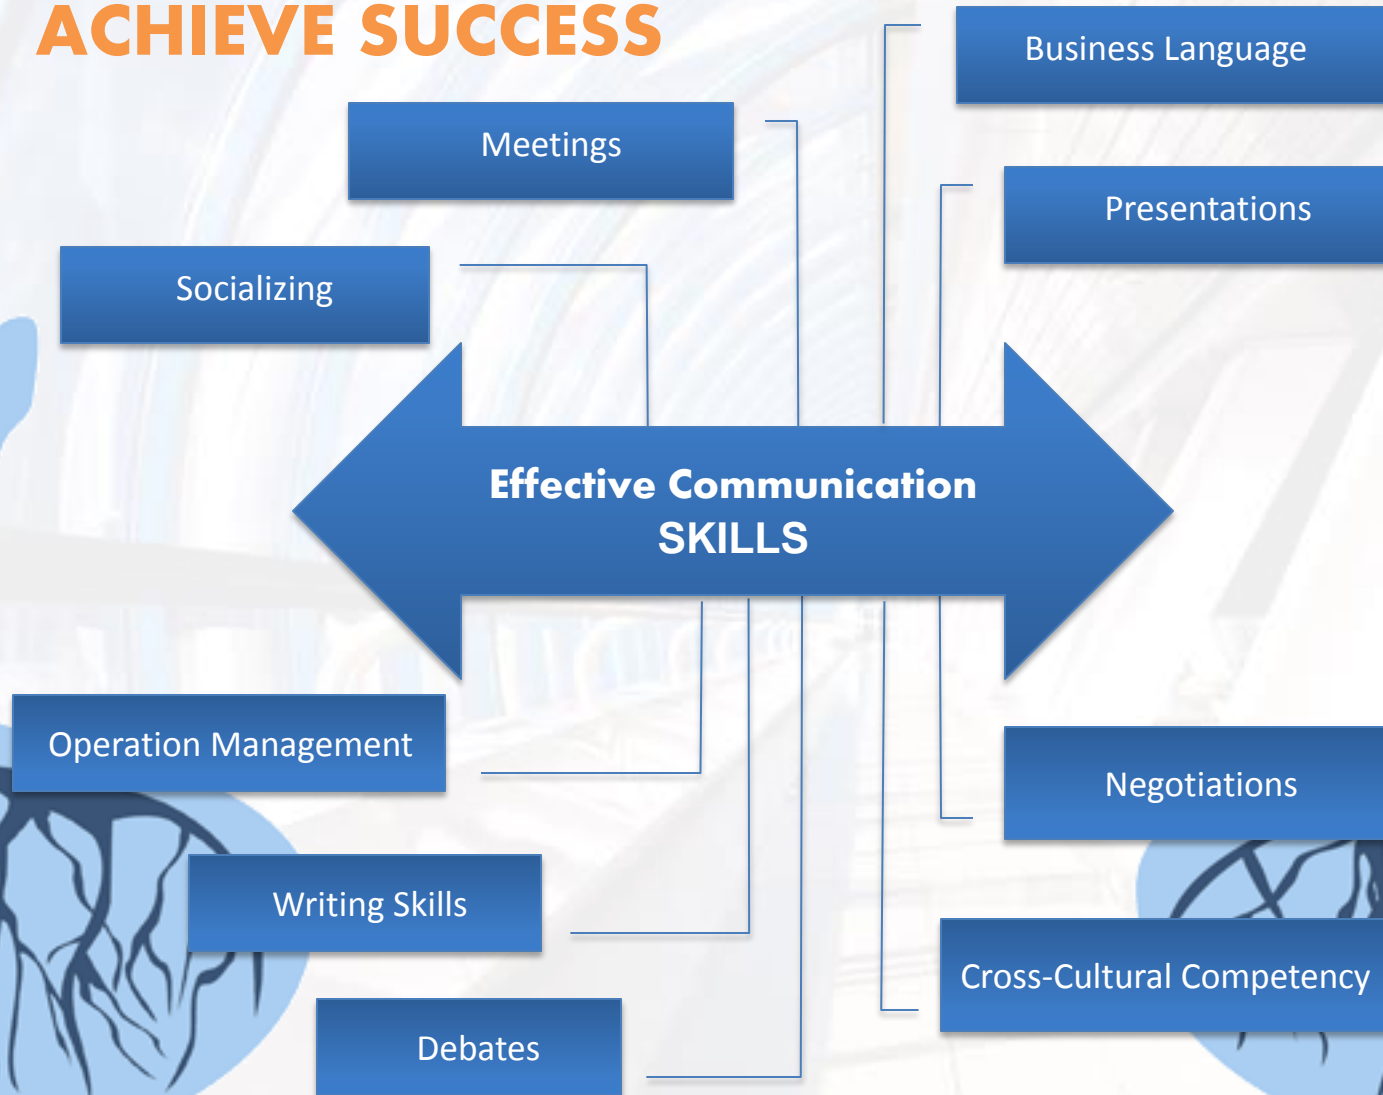 ACHIEVE SUCCESS
Business Language
Meetings
Presentations
Socializing
Effective Communication
SKILLS
Operation Management
Negotiations
Writing Skills
Cross-Cultural Competency
Debates